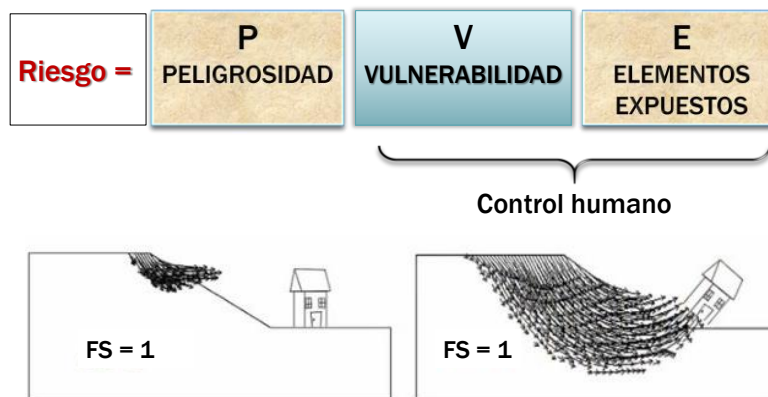 Riesgo =
P
PELIGROSIDAD
V
VULNERABILIDAD
E
ELEMENTOS
EXPUESTOS
Control humano
FS = 1
FS = 1